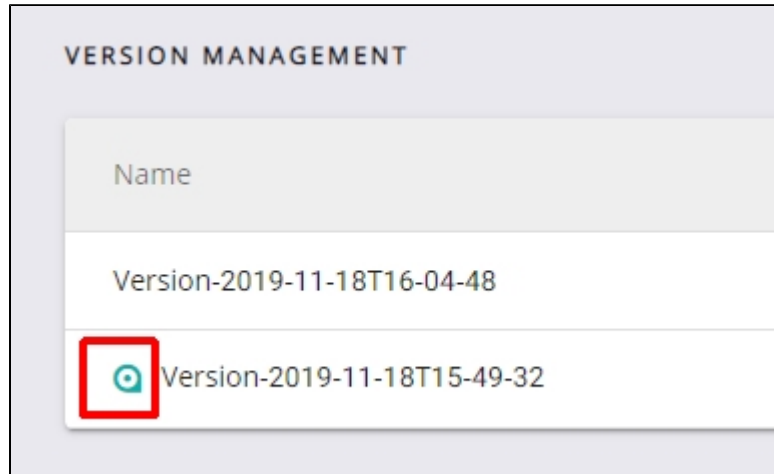 VERSION MANAGEMENT
Name
Version-2019-11-18T16-04-48
Version-2019-11-18T15-49-32